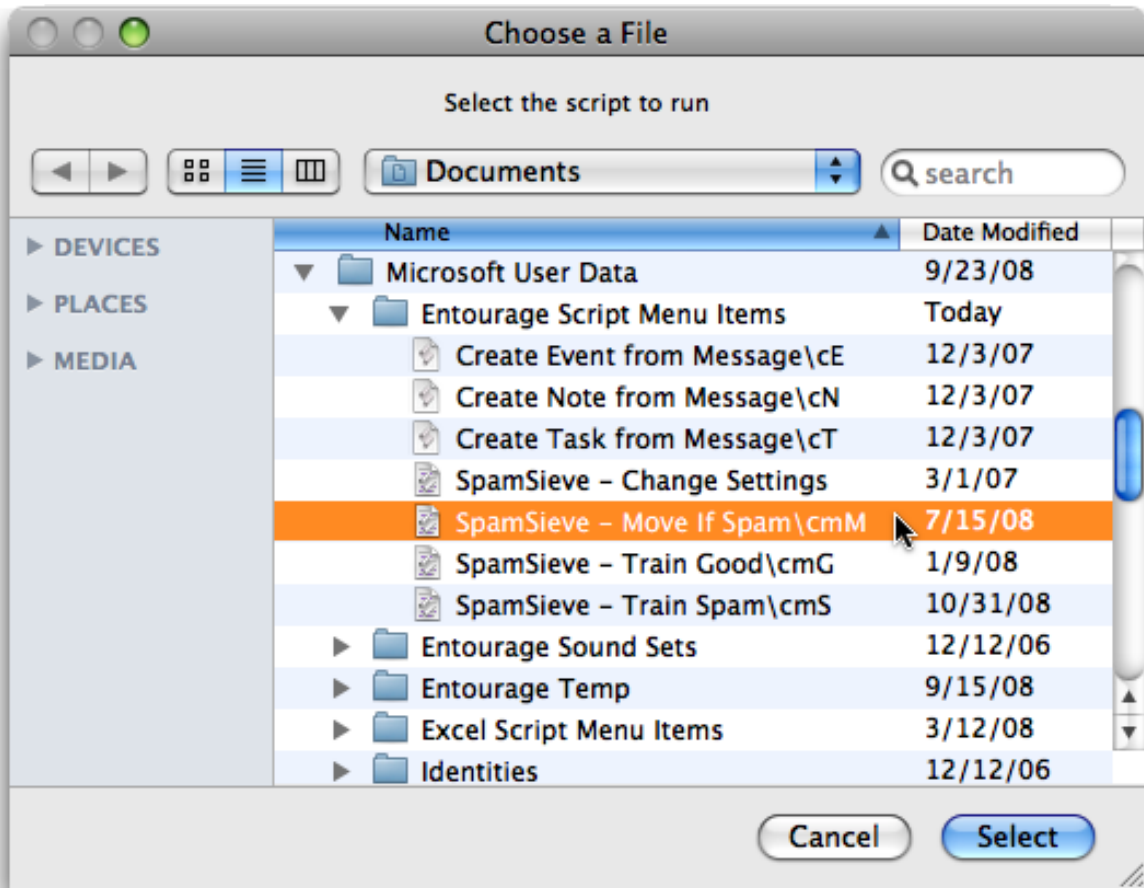 Choose a File
Select the script to run
Documents
search
DEVICES
PLACES
MEDIA
Name Date Modified
Microsoft User Data 9/23/08
Entourage Script Menu Items Today
Create Event from Message\cE 12/3/07
Create Note from Message\cN 12/3/07
Create Task from Message\cT 12/3/07
SpamSieve – Change Settings 3/1/07
SpamSieve – Move If Spam\cmM 7/15/08
SpamSieve – Train Good\cmG 1/9/08
SpamSieve – Train Spam\cmS 10/31/08
Entourage Sound Sets 12/12/06
Entourage Temp 9/15/08
Excel Script Menu Items 3/12/08
Identities 12/12/06
Cancel Select